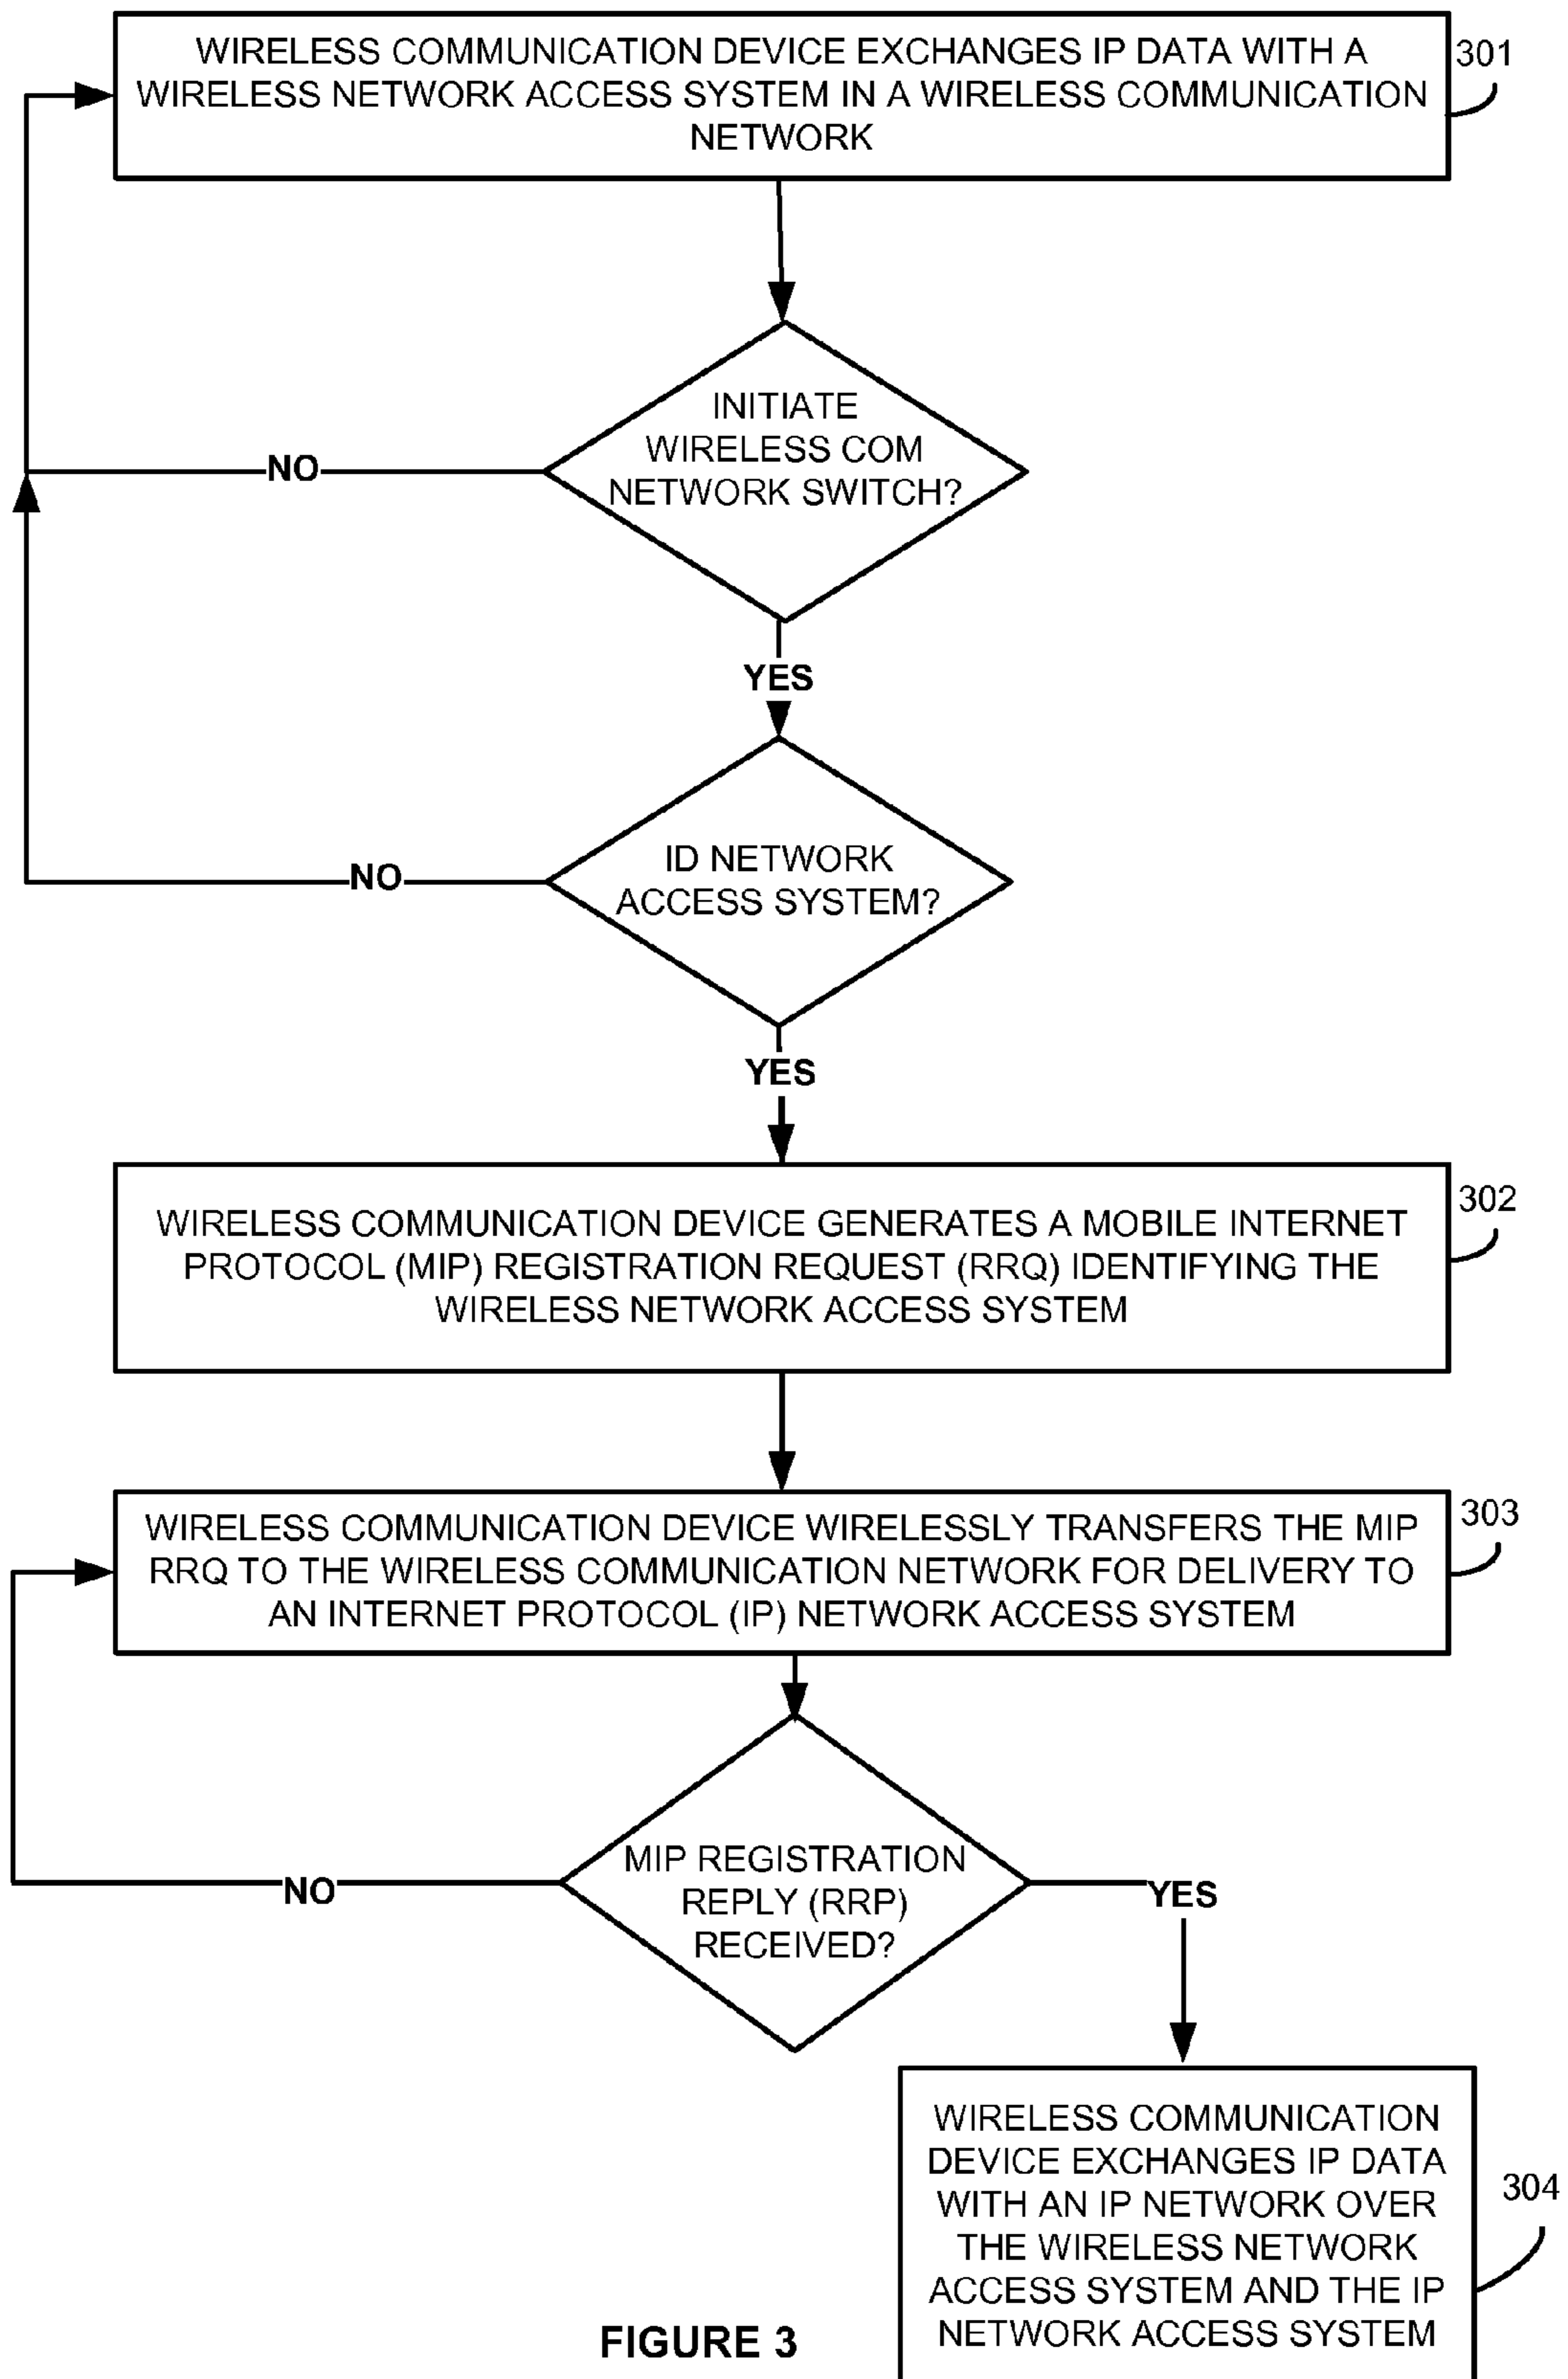 WIRELESS COMMUNICATION DEVICE EXCHANGES IP DATA WITH A
WIRELESS NETWORK ACCESS SYSTEM IN A WIRELESS COMMUNICATION
NETWORK
301
INITIATE
WIRELESS COM
NETWORK SWITCH?
NO
YES
ID NETWORK
ACCESS SYSTEM?
NO
YES
WIRELESS COMMUNICATION DEVICE GENERATES A MOBILE INTERNET
PROTOCOL (MIP) REGISTRATION REQUEST (RRQ) IDENTIFYING THE
WIRELESS NETWORK ACCESS SYSTEM
302
WIRELESS COMMUNICATION DEVICE WIRELESSLY TRANSFERS THE MIP
RRQ TO THE WIRELESS COMMUNICATION NETWORK FOR DELIVERY TO
AN INTERNET PROTOCOL (IP) NETWORK ACCESS SYSTEM
303
MIP REGISTRATION
REPLY (RRP)
RECEIVED?
NO
YES
WIRELESS COMMUNICATION
DEVICE EXCHANGES IP DATA
WITH AN IP NETWORK OVER
THE WIRELESS NETWORK
ACCESS SYSTEM AND THE IP
NETWORK ACCESS SYSTEM
304
FIGURE 3